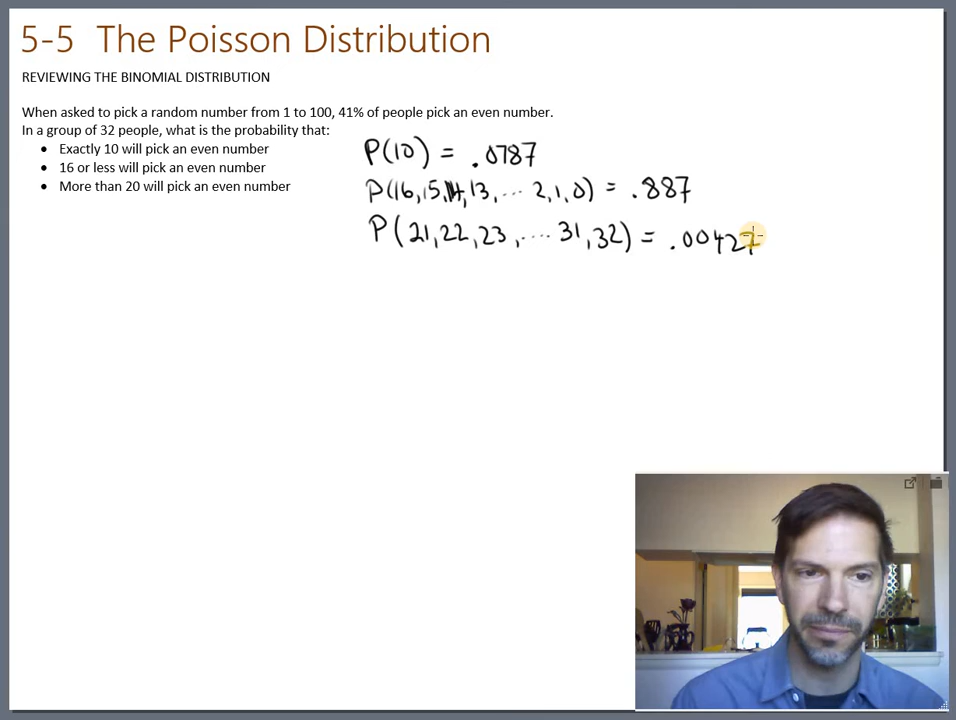 5-5 The Poisson Distribution
REVIEWING THE BINOMIAL DISTRIBUTION
When asked to pick a random number from 1 to 100, 41% of people pick an even number.
In a group of 32 people, what is the probability that:
• Exactly 10 will pick an even number
• 16 or less will pick an even number
• More than 20 will pick an even number
P(10) = .0787
P(16,15,14,13, ... 2,1,0) = .887
P(21,22,23, .... 31,32) = .00427